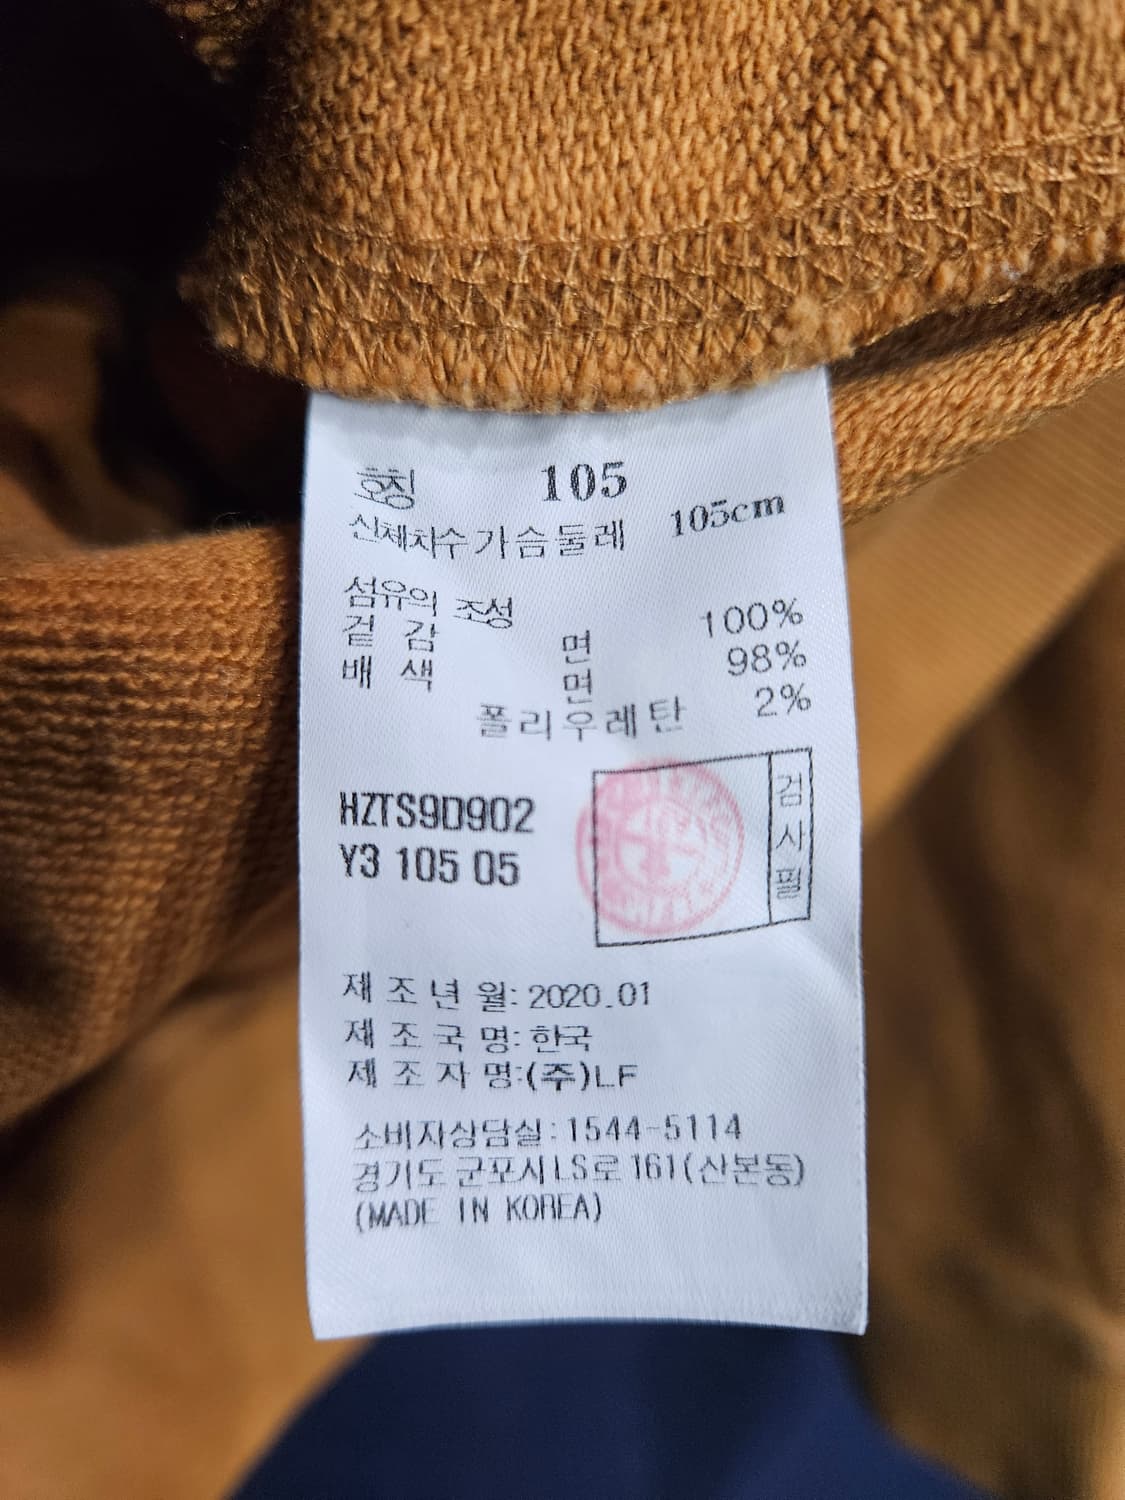 호칭 105
신체치수 가슴둘레 105cm
섬유의 조성
겉 감 면 100%
배 색 면 98%
폴리우레탄 2%
HZTS9D902
Y3 105 05
검사필
제 조 년 월: 2020.01
제 조 국 명: 한국
제 조 자 명:(주)LF
소비자상담실: 1544-5114
경기도 군포시 LS로 161(산본동)
(MADE IN KOREA)